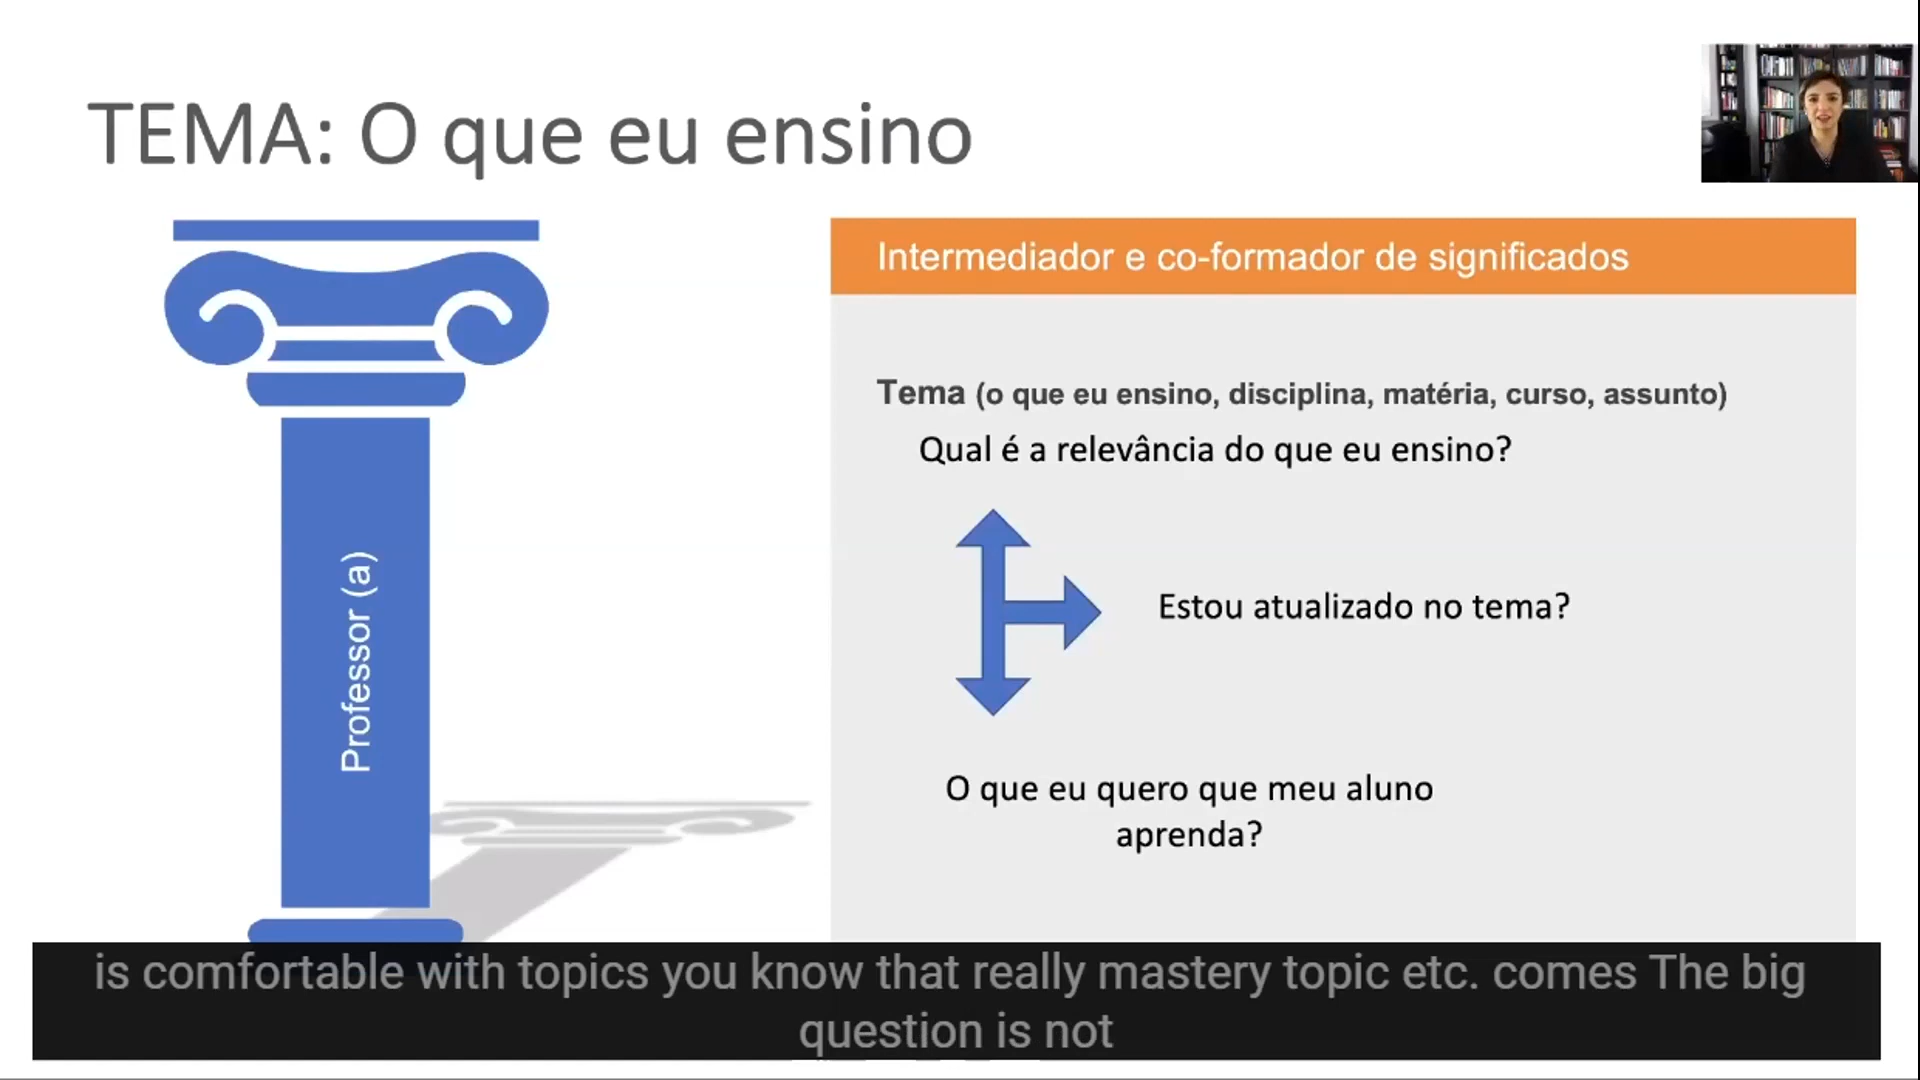 TEMA: O que eu ensino
Professor (a)
Intermediador e co-formador de significados
Tema (o que eu ensino, disciplina, matéria, curso, assunto)
Qual é a relevância do que eu ensino?
Estou atualizado no tema?
O que eu quero que meu aluno
aprenda?
is comfortable with topics you know that really mastery topic etc. comes The big
question is not